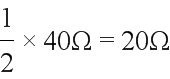 1/2 × 40Ω = 20Ω